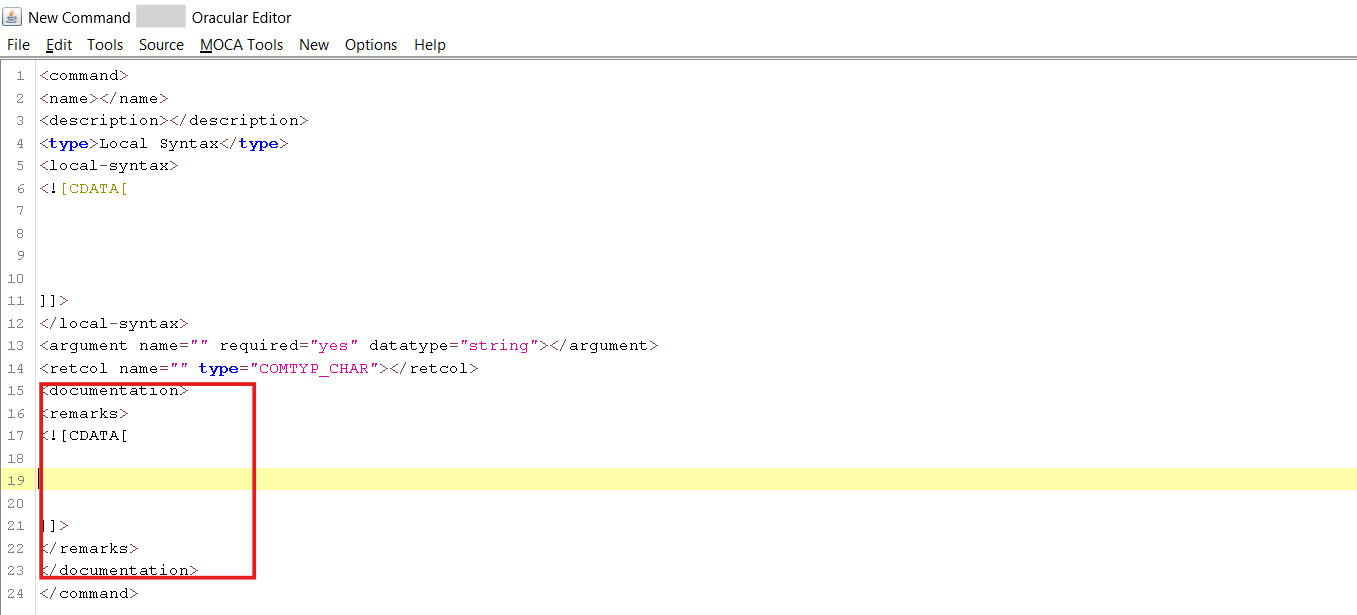 New Command Oracular Editor
File Edit Tools Source MOCA Tools New Options Help
1 <command>
2 <name></name>
3 <description></description>
4 <type>Local Syntax</type>
5 <local-syntax>
6 <![CDATA[
7
8
9
10
11 ]]>
12 </local-syntax>
13 <argument name="" required="yes" datatype="string"></argument>
14 <retcol name="" type="COMTYP_CHAR"></retcol>
15 <documentation>
16 <remarks>
17 <![CDATA[
18
19
20
21 ]]>
22 </remarks>
23 </documentation>
24 </command>